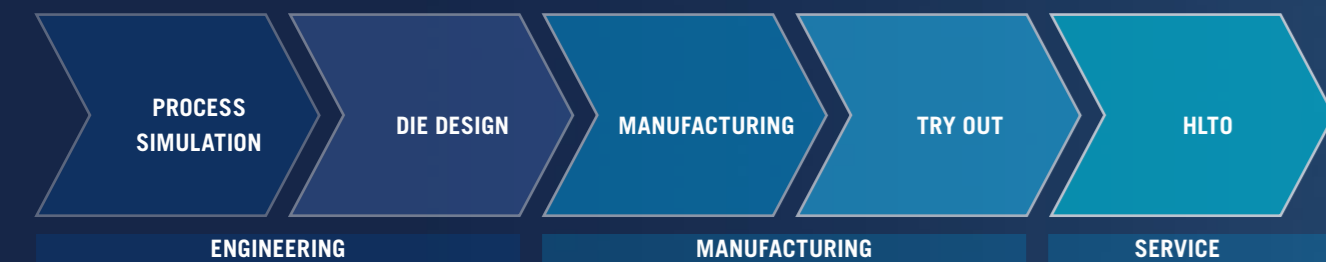 PROCESS
SIMULATION
DIE DESIGN
MANUFACTURING
TRY OUT
HLTO
ENGINEERING
MANUFACTURING
SERVICE